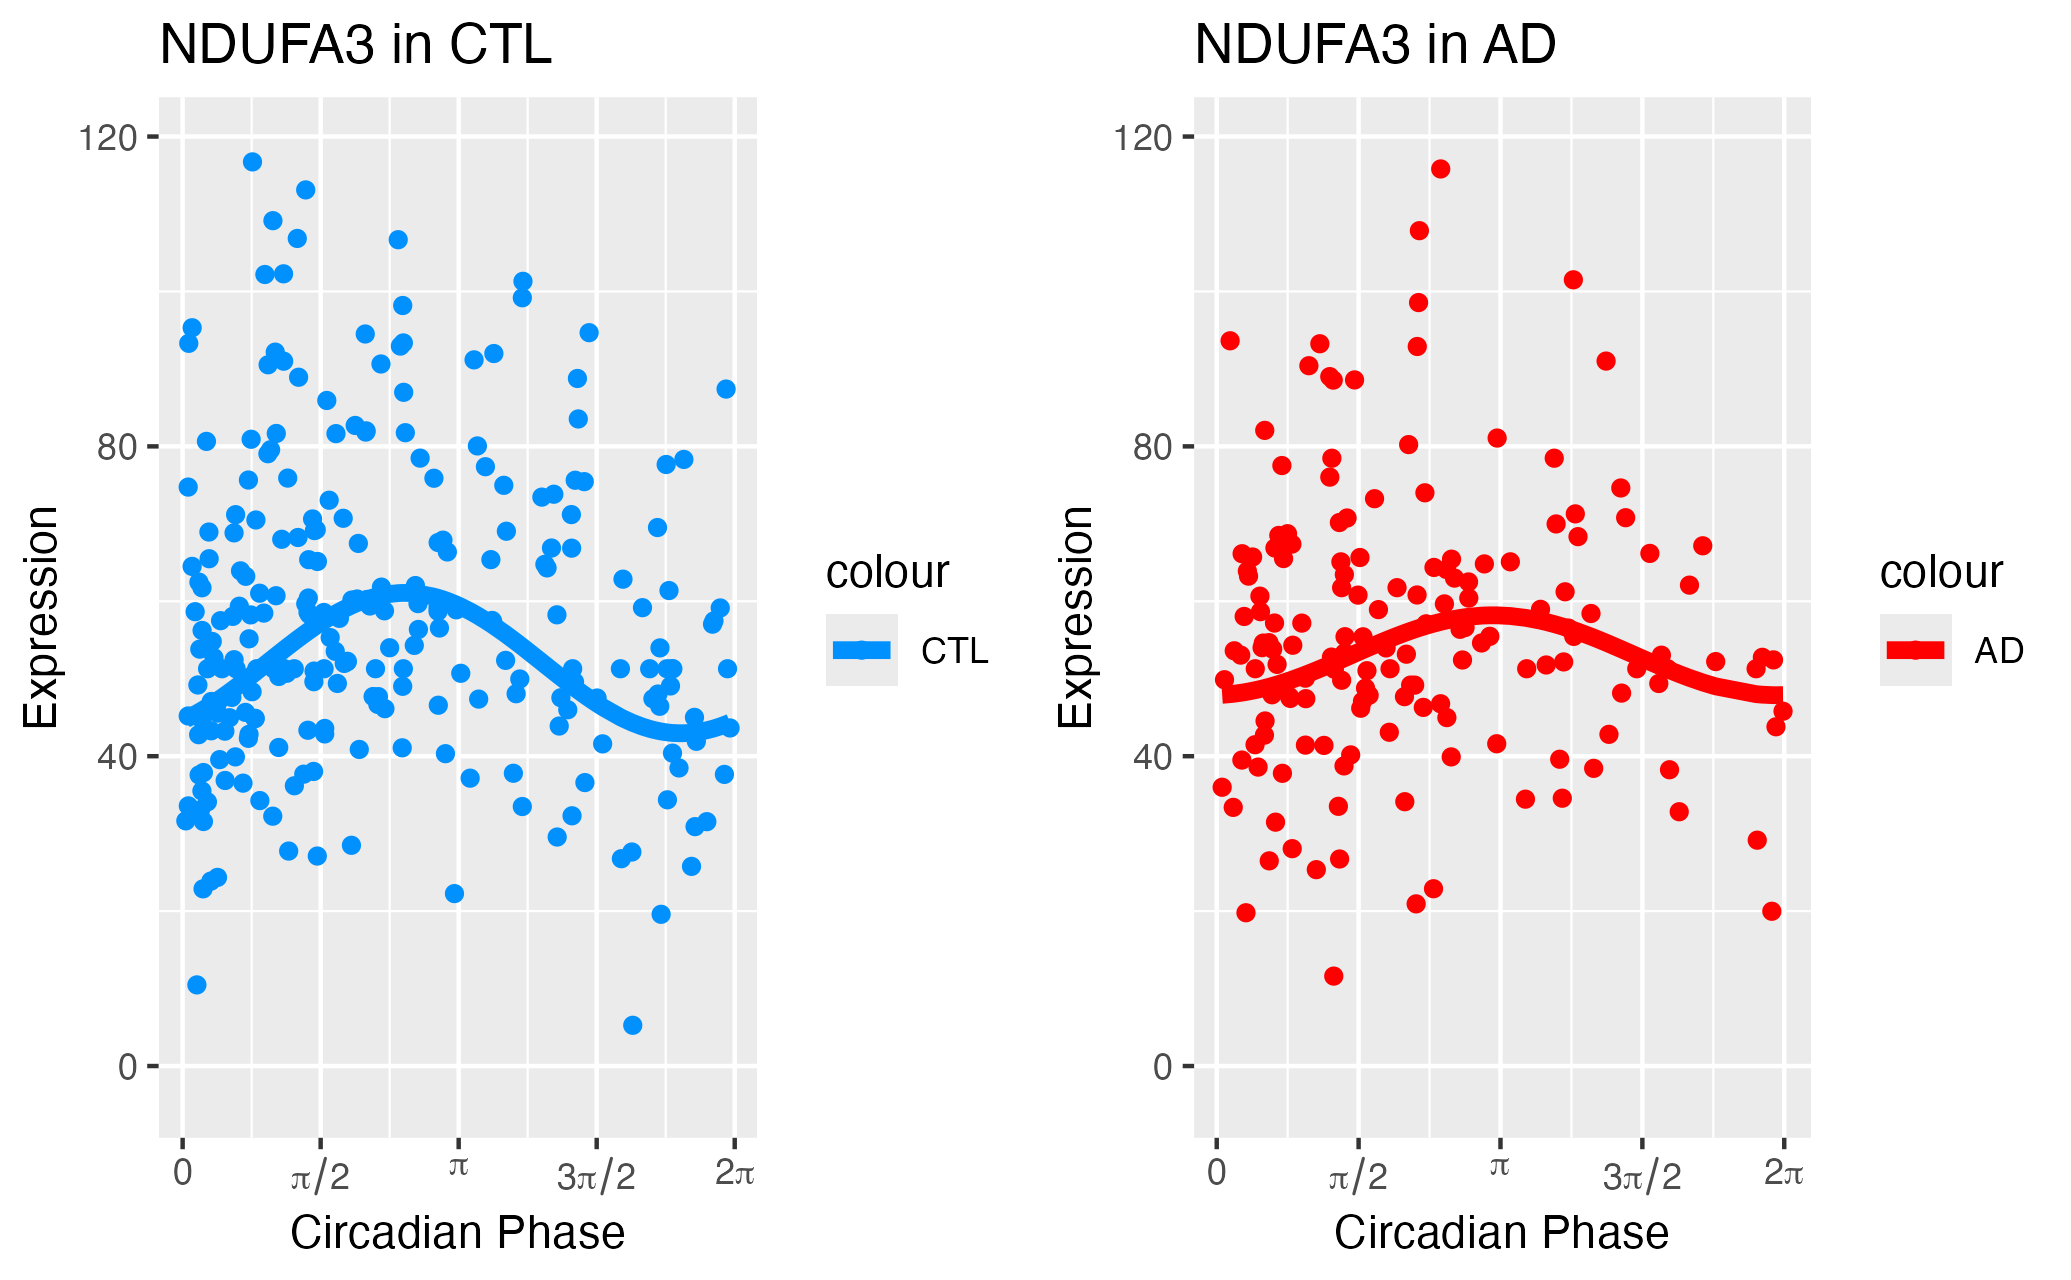 NDUFA3 in CTL
120
80
40
0
Expression
0 π/2 π 3π/2 2π
Circadian Phase
colour
CTL
NDUFA3 in AD
120
80
40
0
Expression
0 π/2 π 3π/2 2π
Circadian Phase
colour
AD